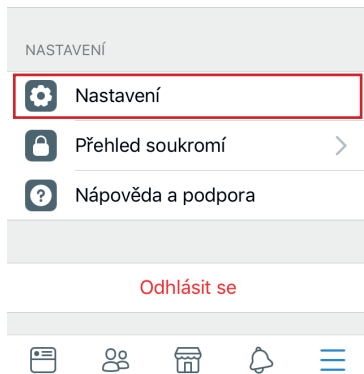 NASTAVENÍ
Nastavení
Přehled soukromí
Nápověda a podpora
Odhlásit se